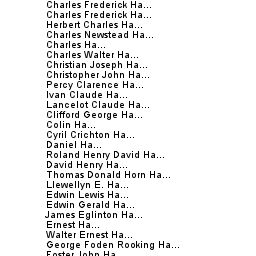 Charles Frederick Ha...
Charles Frederick Ha...
Herbert Charles Ha...
Charles Newstead Ha...
Charles Ha...
Charles Walter Ha...
Christian Joseph Ha...
Christopher John Ha...
Percy Clarence Ha...
Ivan Claude Ha...
Lancelot Claude Ha...
Clifford George Ha...
Colin Ha...
Cyril Crichton Ha...
Daniel Ha...
Roland Henry David Ha...
David Henry Ha...
Thomas Donald Horn Ha...
Llewellyn E. Ha...
Edwin Lewis Ha...
Edwin Gerald Ha...
James Eglinton Ha...
Ernest Ha...
Walter Ernest Ha...
George Foden Rooking Ha...
Foster John Ha